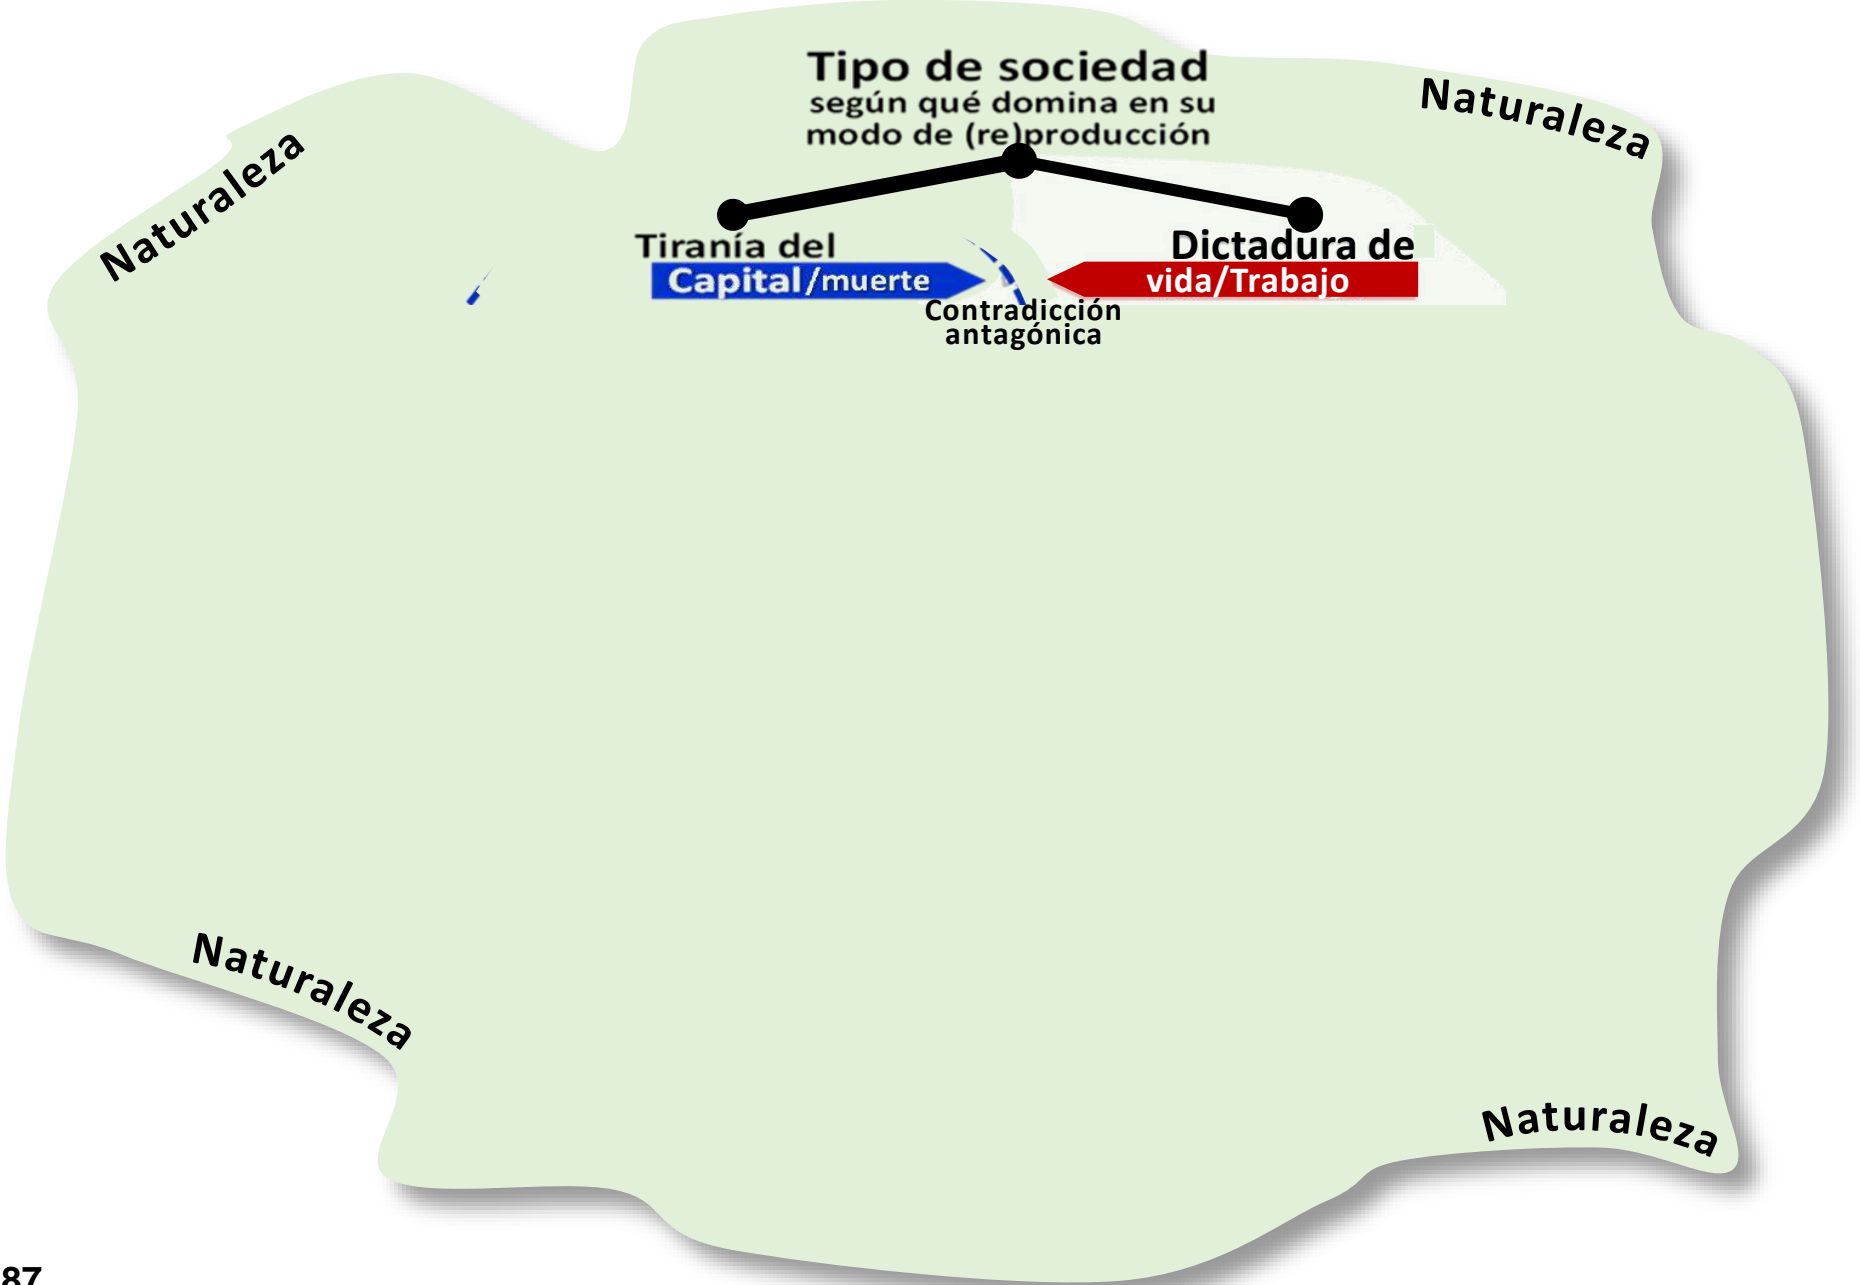 Tipo de sociedad
según qué domina en su
modo de (re)producción
Naturaleza
Naturaleza
Tiranía del
Capital/muerte
Dictadura de
vida/Trabajo
Contradicción
antagónica
Naturaleza
Naturaleza
87